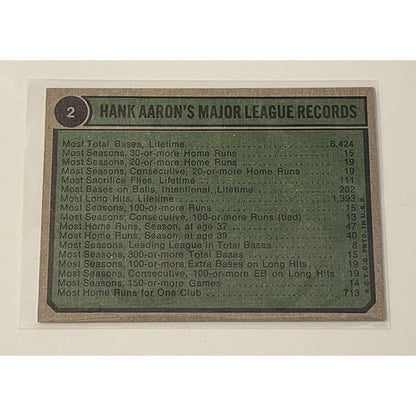 2
HANK AARON'S MAJOR LEAGUE RECORDS
Most Total Bases, Lifetime 6,424
Most Seasons, 30-or-more Home Runs 15
Most Seasons, 20-or-more Home Runs 19
Most Seasons, Consecutive, 20-or-more Home Runs 19
Most Sacrifice Flies, Lifetime 111
Most Bases on Balls, Intentional, Lifetime 262
Most Long Hits, Lifetime 1,393
Most Seasons, 100-or-more Runs 15
Most Seasons, Consecutive, 100-or-more Runs (tied) 13
Most Home Runs, Season, at age 37 47
Most Home Runs, Season, at age 39 40
Most Seasons, Leading League in Total Bases 8
Most Seasons, 300-or-more Total Bases 15
Most Seasons, 100-or-more Extra Bases on Long Hits 19
Most Seasons, Consecutive, -100-or-more EB on Long Hits 19
Most Seasons, 150-or-more Games 14
Most Home Runs for One Club 713